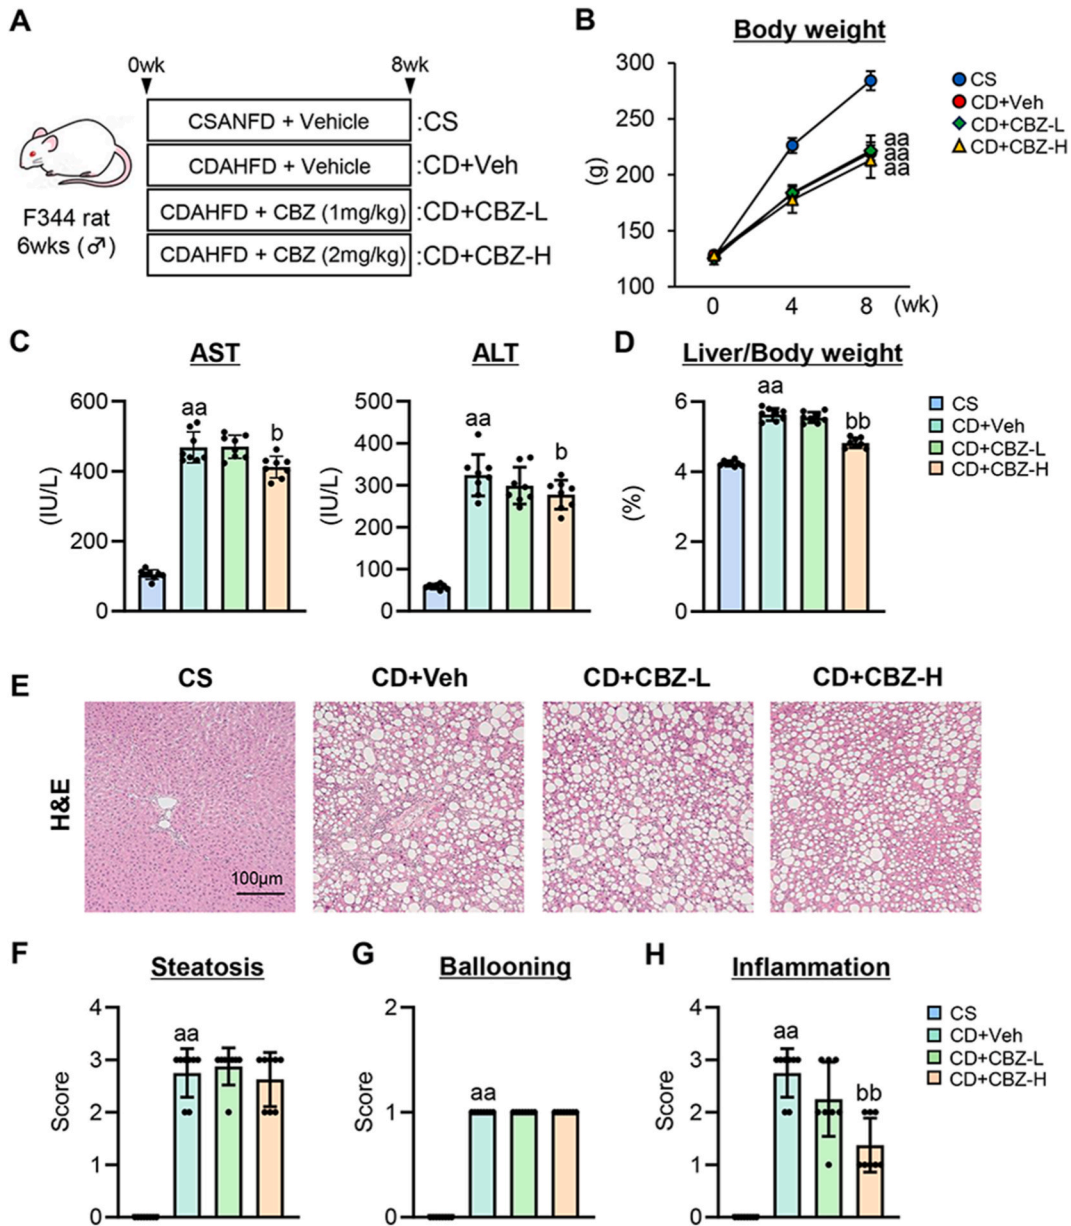 A
0wk
8wk
CSANFD + Vehicle
:CS
CDAHFD + Vehicle
:CD+Veh
CDAHFD + CBZ (1mg/kg)
:CD+CBZ-L
CDAHFD + CBZ (2mg/kg)
:CD+CBZ-H
F344 rat
6wks (♂)
B
Body weight
300
250
200
150
100
(g)
0
4
8
(wk)
aa
aa
aa
CS
CD+Veh
CD+CBZ-L
CD+CBZ-H
C
AST
600
400
200
0
(IU/L)
aa
b
ALT
500
400
300
200
100
0
(IU/L)
aa
b
D
Liver/Body weight
6
4
2
0
(%)
aa
bb
CS
CD+Veh
CD+CBZ-L
CD+CBZ-H
E
CS
CD+Veh
CD+CBZ-L
CD+CBZ-H
H&E
100μm
F
Steatosis
4
3
2
1
0
Score
aa
G
Ballooning
2
1
0
Score
aa
H
Inflammation
4
3
2
1
0
Score
aa
bb
CS
CD+Veh
CD+CBZ-L
CD+CBZ-H